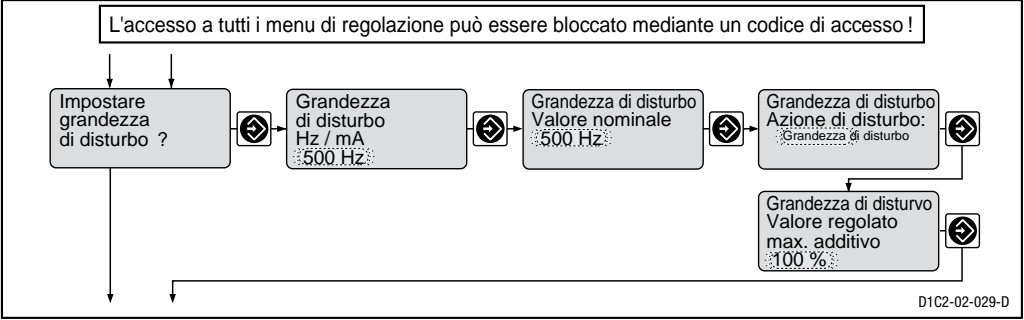 L'accesso a tutti i menu di regolazione può essere bloccato mediante un codice di accesso !
Impostare
grandezza
di disturbo ?
Grandezza
di disturbo
Hz / mA
500 Hz
Grandezza di disturbo
Valore nominale
500 Hz
Grandezza di disturbo
Azione di disturbo:
Grandezza di disturbo
Grandezza di disturvo
Valore regolato
max. additivo
100 %
D1C2-02-029-D